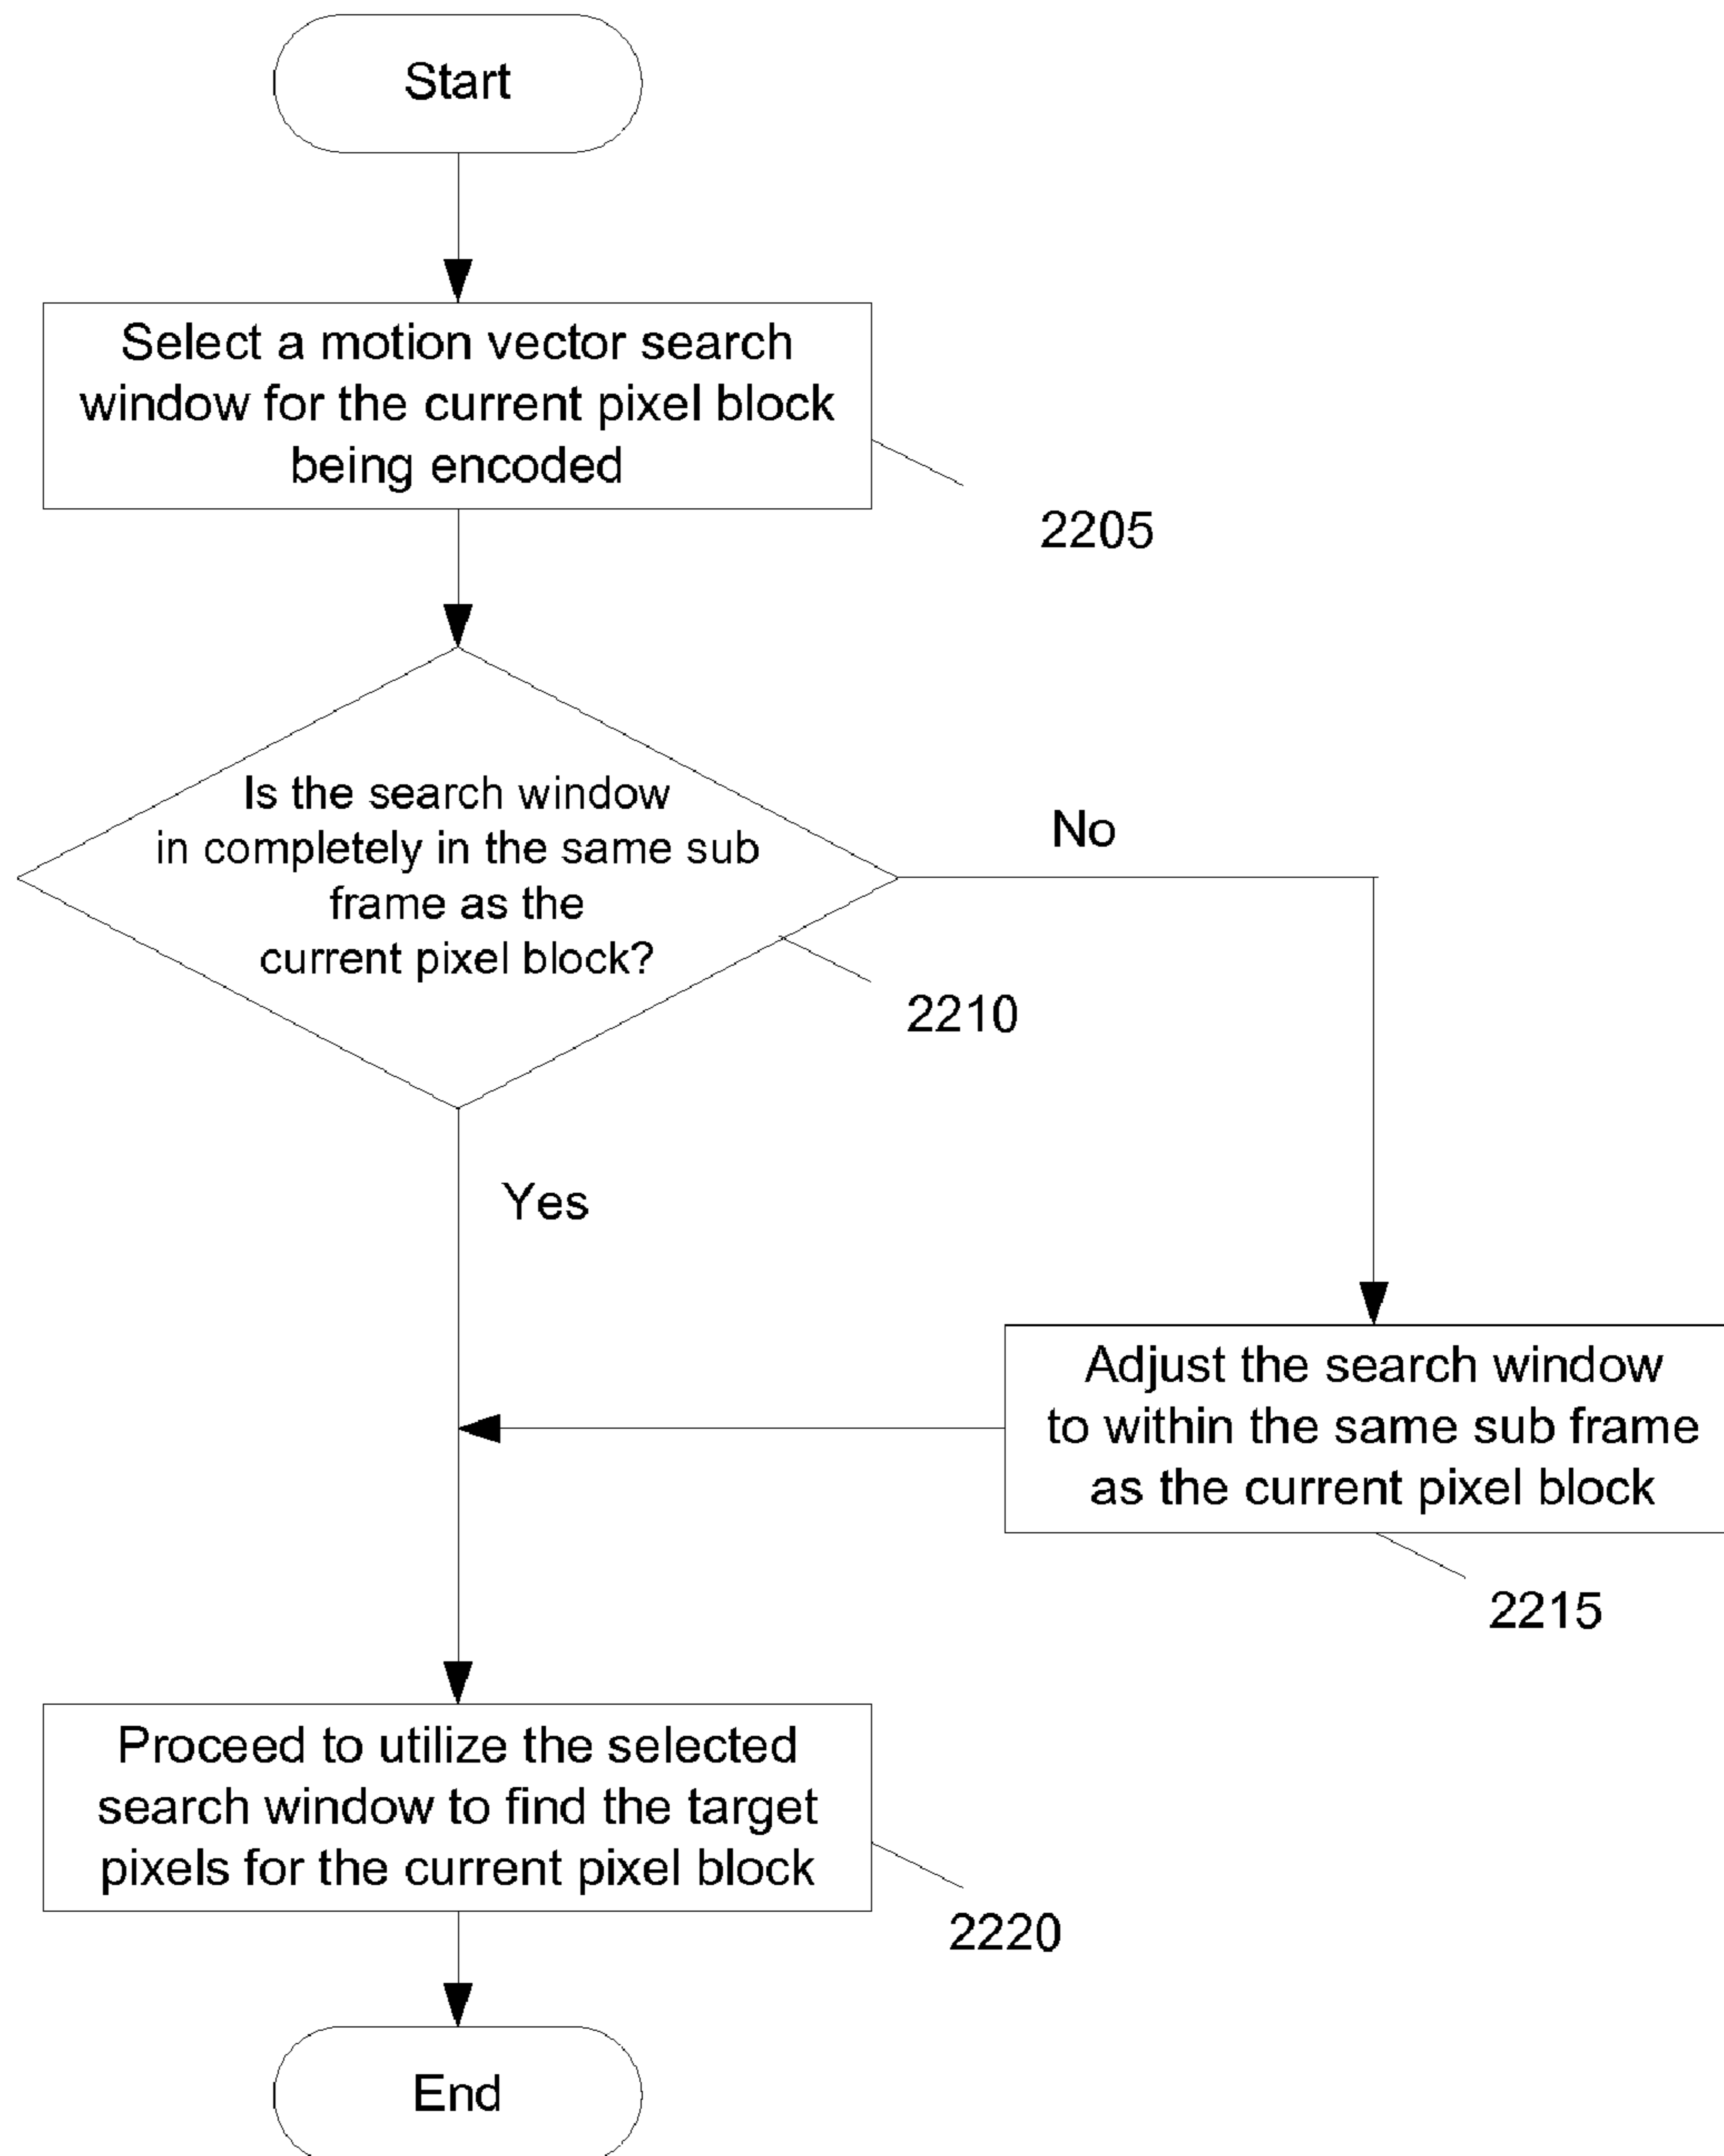 Start
Select a motion vector search
window for the current pixel block
being encoded
2205
Is the search window
in completely in the same sub
frame as the
current pixel block?
No
2210
Yes
Adjust the search window
to within the same sub frame
as the current pixel block
2215
Proceed to utilize the selected
search window to find the target
pixels for the current pixel block
2220
End